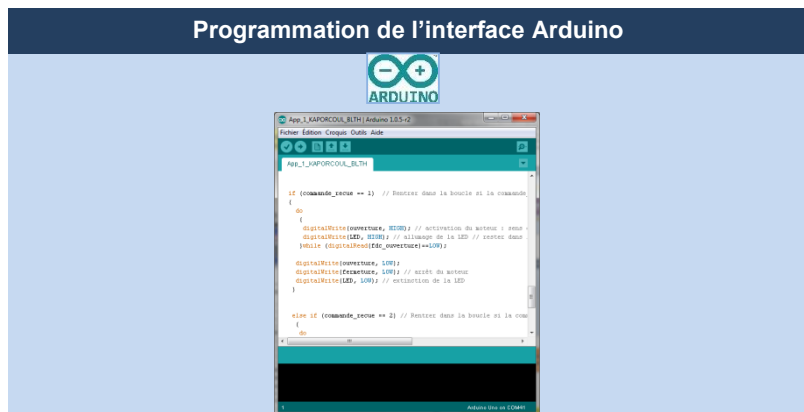 Programmation de l'interface Arduino
ARDUINO
App_1_KAPORCOUL_BLTH | Arduino 1.0.5-r2
Fichier Édition Croquis Outils Aide
App_1_KAPORCOUL_BLTH
if (commande_recue == 1) // Rentrer dans la boucle si la commande
{
do
{
digitalWrite(ouverture, HIGH); // activation du moteur : sens
digitalWrite(LED, HIGH); // allumage de la LED // rester dans
}while (digitalRead(fdc_ouverture)==LOW);
digitalWrite(ouverture, LOW);
digitalWrite(fermeture, LOW); // arrêt du moteur
digitalWrite(LED, LOW); // extinction de la LED
}
else if (commande_recue == 2) // Rentrer dans la boucle si la com
{
do
1
Arduino Uno on COM41